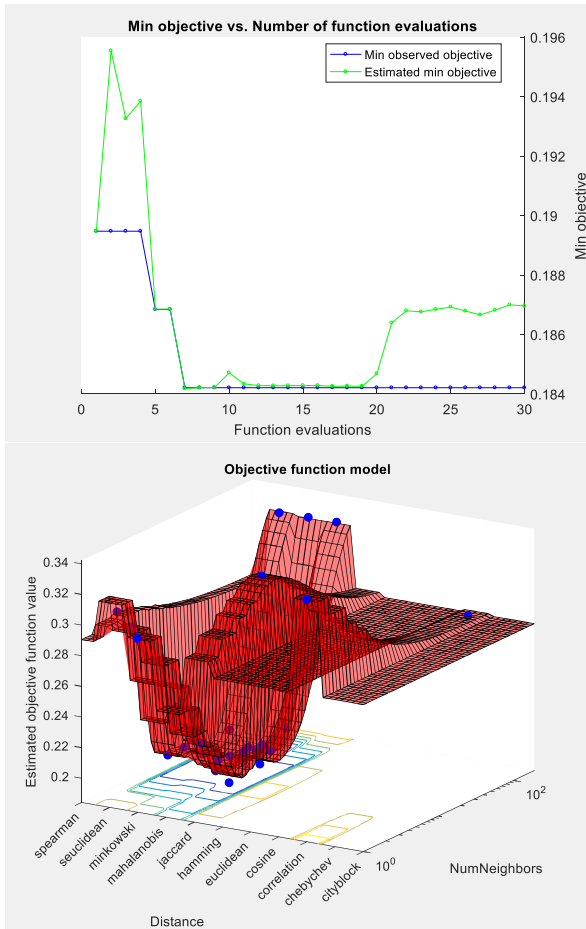 Min objective vs. Number of function evaluations
Min observed objective
Estimated min objective
0.196
0.194
0.192
0.19
0.188
0.186
0.184
Min objective
0
5
10
15
20
25
30
Function evaluations
Objective function model
0.34
0.32
0.3
0.28
0.26
0.24
0.22
0.2
Estimated objective function value
spearman
seuclidean
minkowski
mahalanobis
jaccard
hamming
euclidean
cosine
correlation
chebychev
cityblock
Distance
10^0
10^2
NumNeighbors